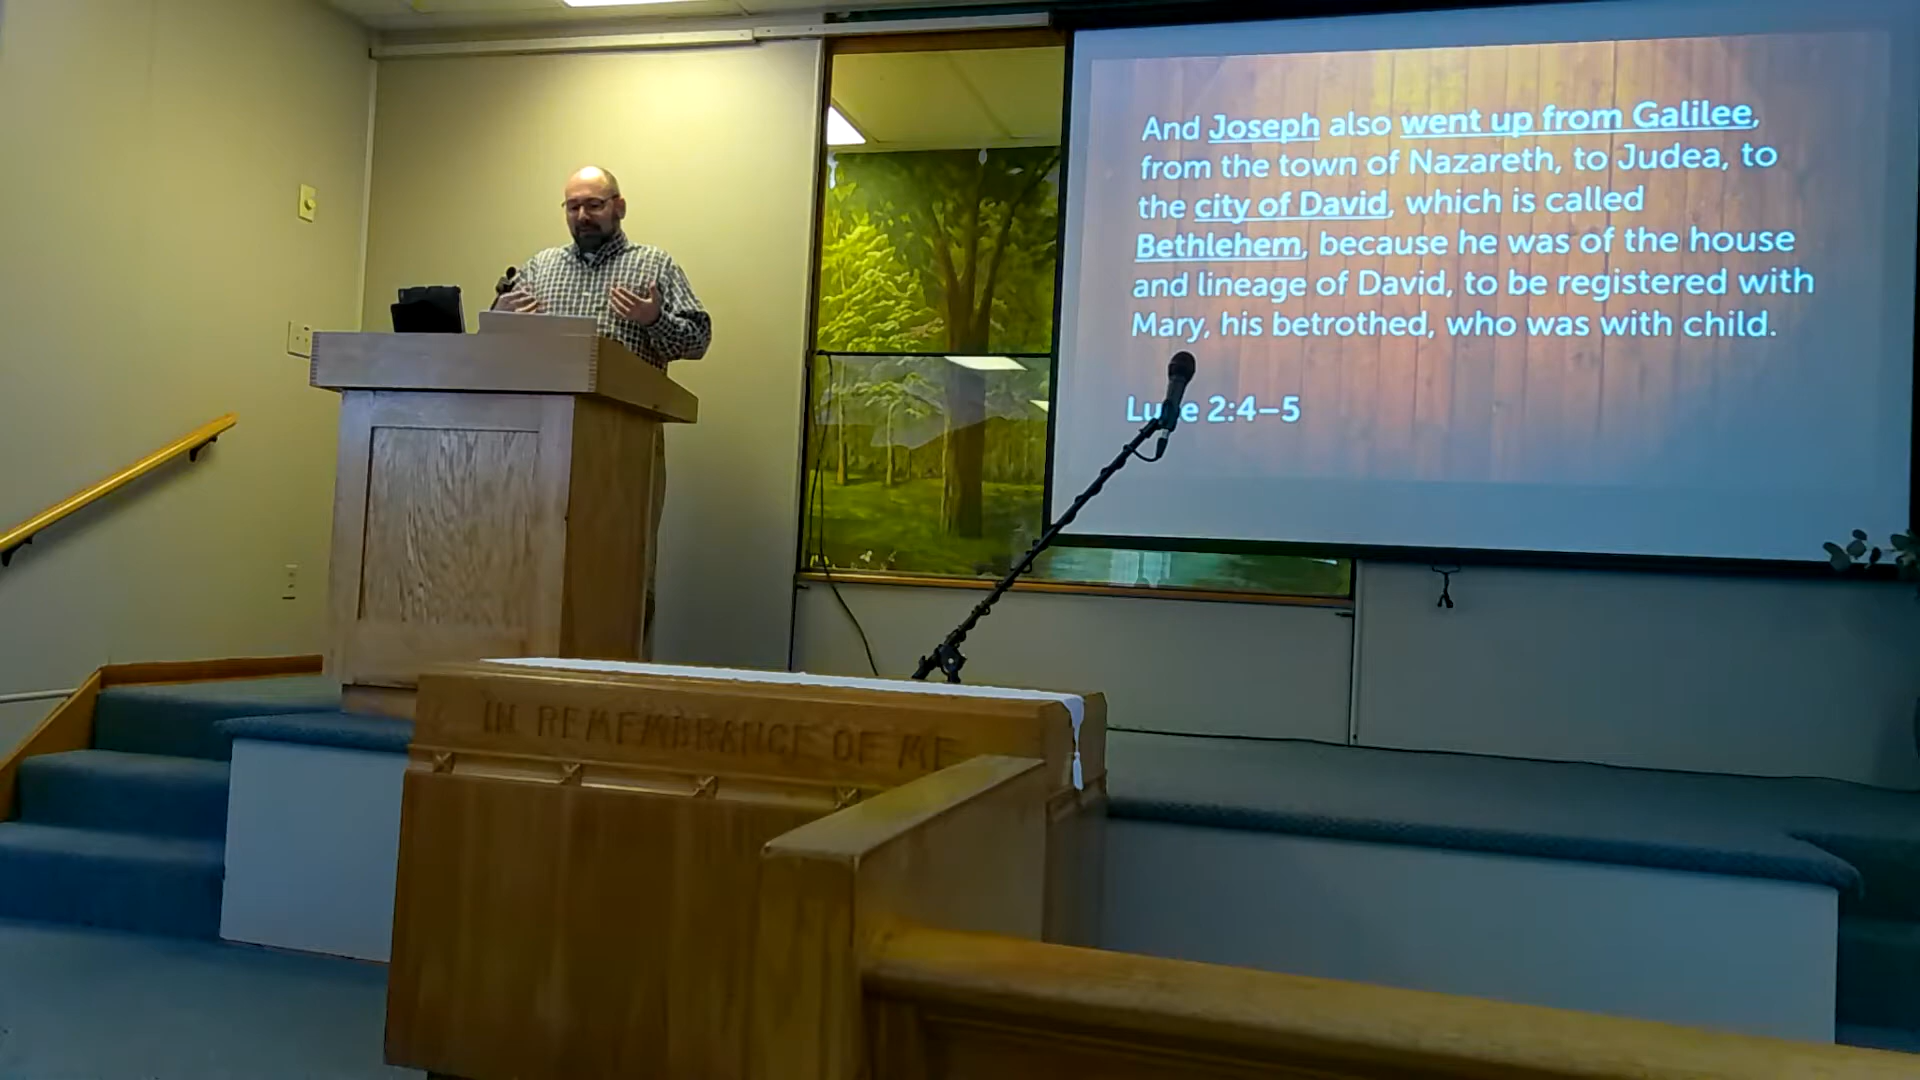 And Joseph also went up from Galilee,
from the town of Nazareth, to Judea, to
the city of David, which is called
Bethlehem, because he was of the house
and lineage of David, to be registered with
Mary, his betrothed, who was with child.
Luke 2:4–5
IN REMEMBRANCE OF ME